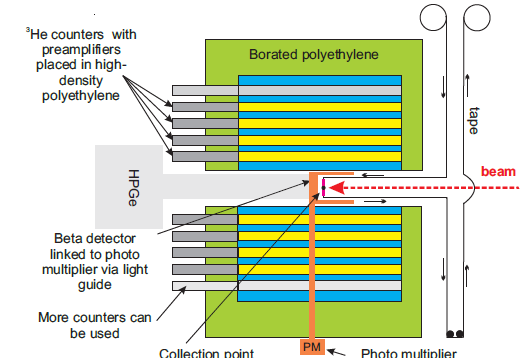 ³He counters with
preamplifiers
placed in high-
density
polyethylene
Borated polyethylene
tape
beam
HPGe
Beta detector
linked to photo
multiplier via light
guide
More counters can
be used
PM
Collection point
Photo multiplier